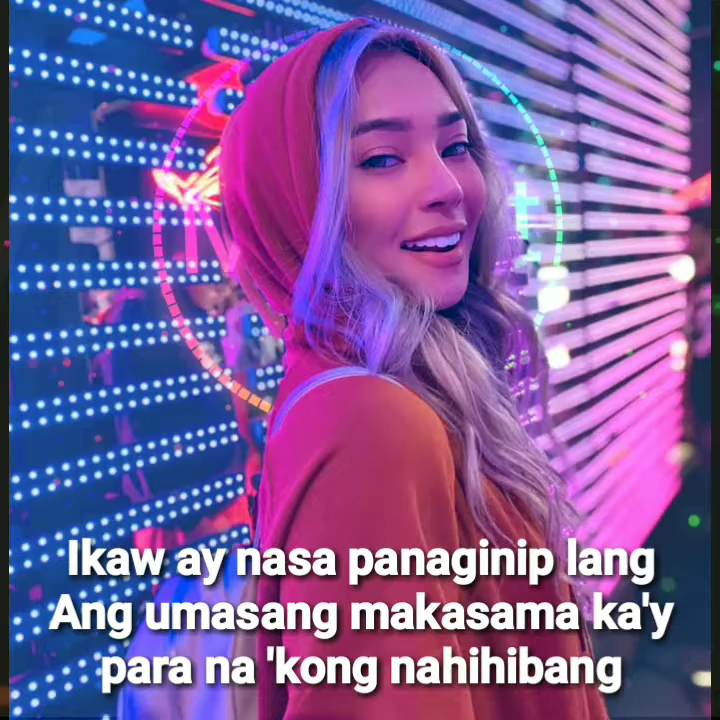 Ikaw ay nasa panaginip lang
Ang umasang makasama ka'y
para na 'kong nahihibang